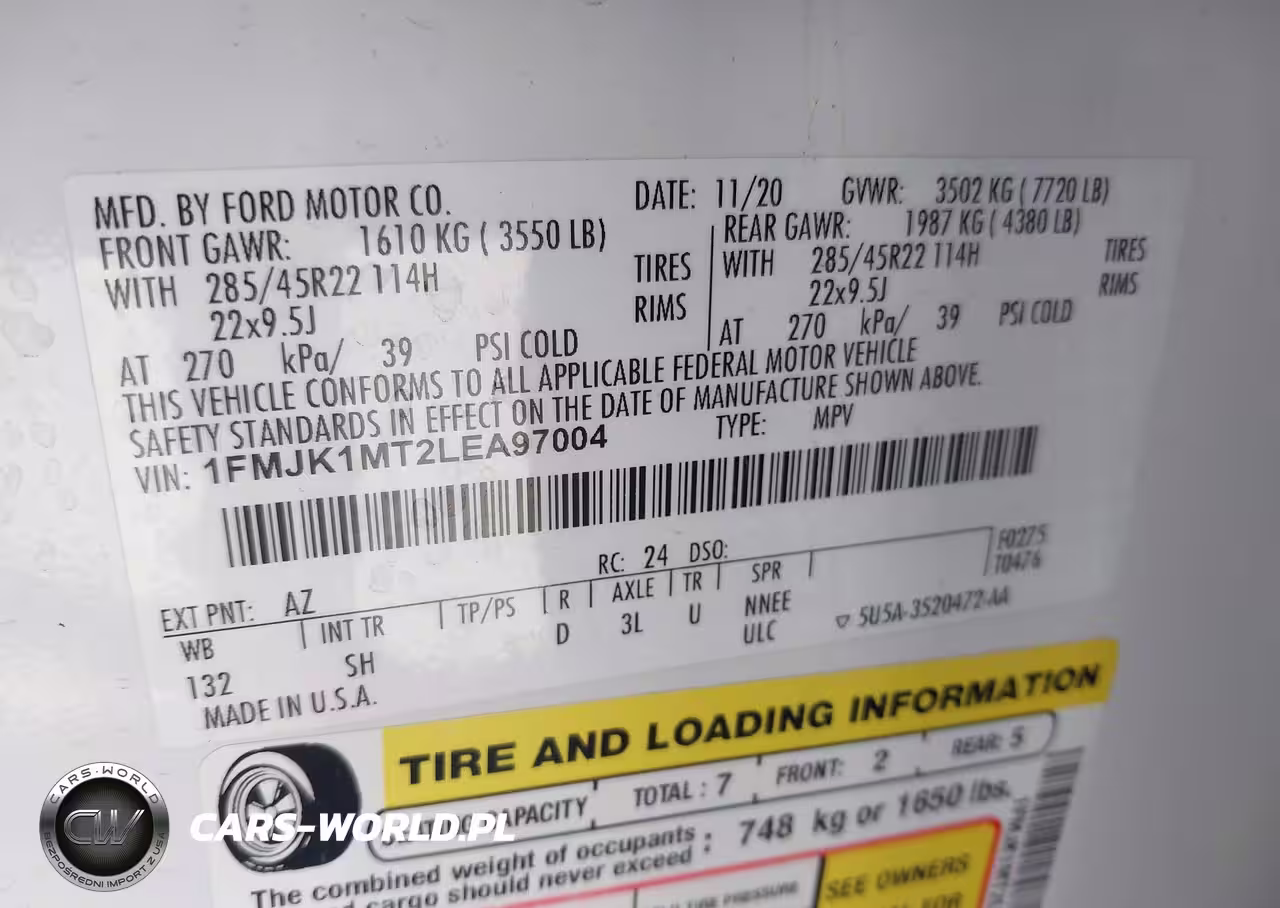 MFD. BY FORD MOTOR CO. DATE: 11/20 GVWR: 3502 KG ( 7720 LB)
FRONT GAWR: 1610 KG ( 3550 LB) REAR GAWR: 1987 KG ( 4380 LB)
WITH 285/45R22 114H TIRES WITH 285/45R22 114H TIRES
22x9.5J RIMS 22x9.5J RIMS
AT 270 kPa/ 39 PSI COLD AT 270 kPa/ 39 PSI COLD
THIS VEHICLE CONFORMS TO ALL APPLICABLE FEDERAL MOTOR VEHICLE
SAFETY STANDARDS IN EFFECT ON THE DATE OF MANUFACTURE SHOWN ABOVE.
VIN: 1FMJK1MT2LEA97004 TYPE: MPV
F0275
RC: 24 DSO: T0476
EXT PNT: AZ
WB INT TR TP/PS R AXLE TR SPR
132 SH D 3L U NNEE
ULC ▽ 5U5A-3520472-AA
MADE IN U.S.A.
TIRE AND LOADING INFORMATION
CAPACITY TOTAL : 7 FRONT: 2 REAR: 5
The combined weight of occupants : 748 kg or 1650 lbs.
cargo should never exceed
SEE OWNERS
FOR
CARS-WORLD
CW
BEZPOŚREDNI IMPORT Z USA
CARS-WORLD.PL